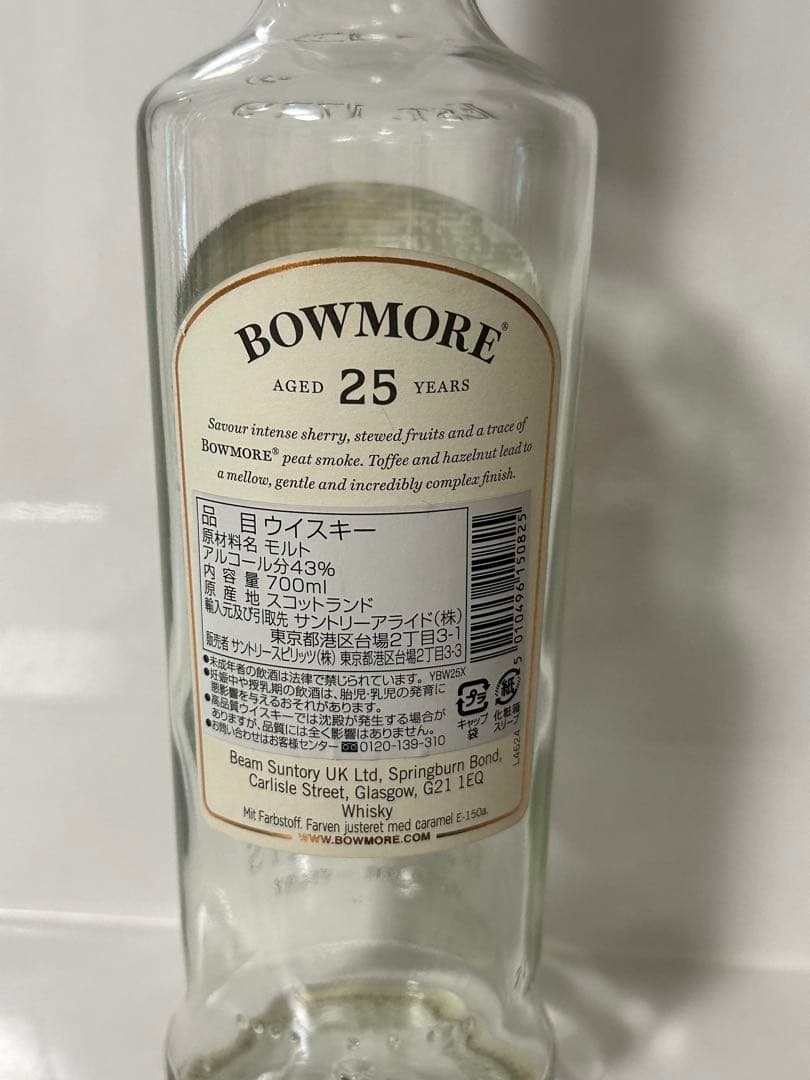 BOWMORE®
AGED 25 YEARS
Savour intense sherry, stewed fruits and a trace of
BOWMORE® peat smoke. Toffee and hazelnut lead to
a mellow, gentle and incredibly complex finish.
品目 ウイスキー
原材料名 モルト
アルコール分43%
内容量 700ml
原産地 スコットランド
輸入元及び引取先 サントリーアライド(株)
東京都港区台場2丁目3-1
販売者 サントリースピリッツ(株) 東京都港区台場2丁目3-3
●未成年者の飲酒は法律で禁じられています。 YBW25X
●妊娠中や授乳期の飲酒は、胎児・乳児の発育に
悪影響を与えるおそれがあります。
●高品質ウイスキーでは沈殿が発生する場合が
ありますが、品質には全く影響はありません。
●お問い合わせはお客様センター 0120-139-310
プラ
キャップ
袋
紙
化粧箱
スリーブ
5 010496 150825
L4624
Beam Suntory UK Ltd, Springburn Bond,
Carlisle Street, Glasgow, G21 1EQ
Whisky
Mit Farbstoff. Farven justeret med caramel E-150a.
WWW.BOWMORE.COM